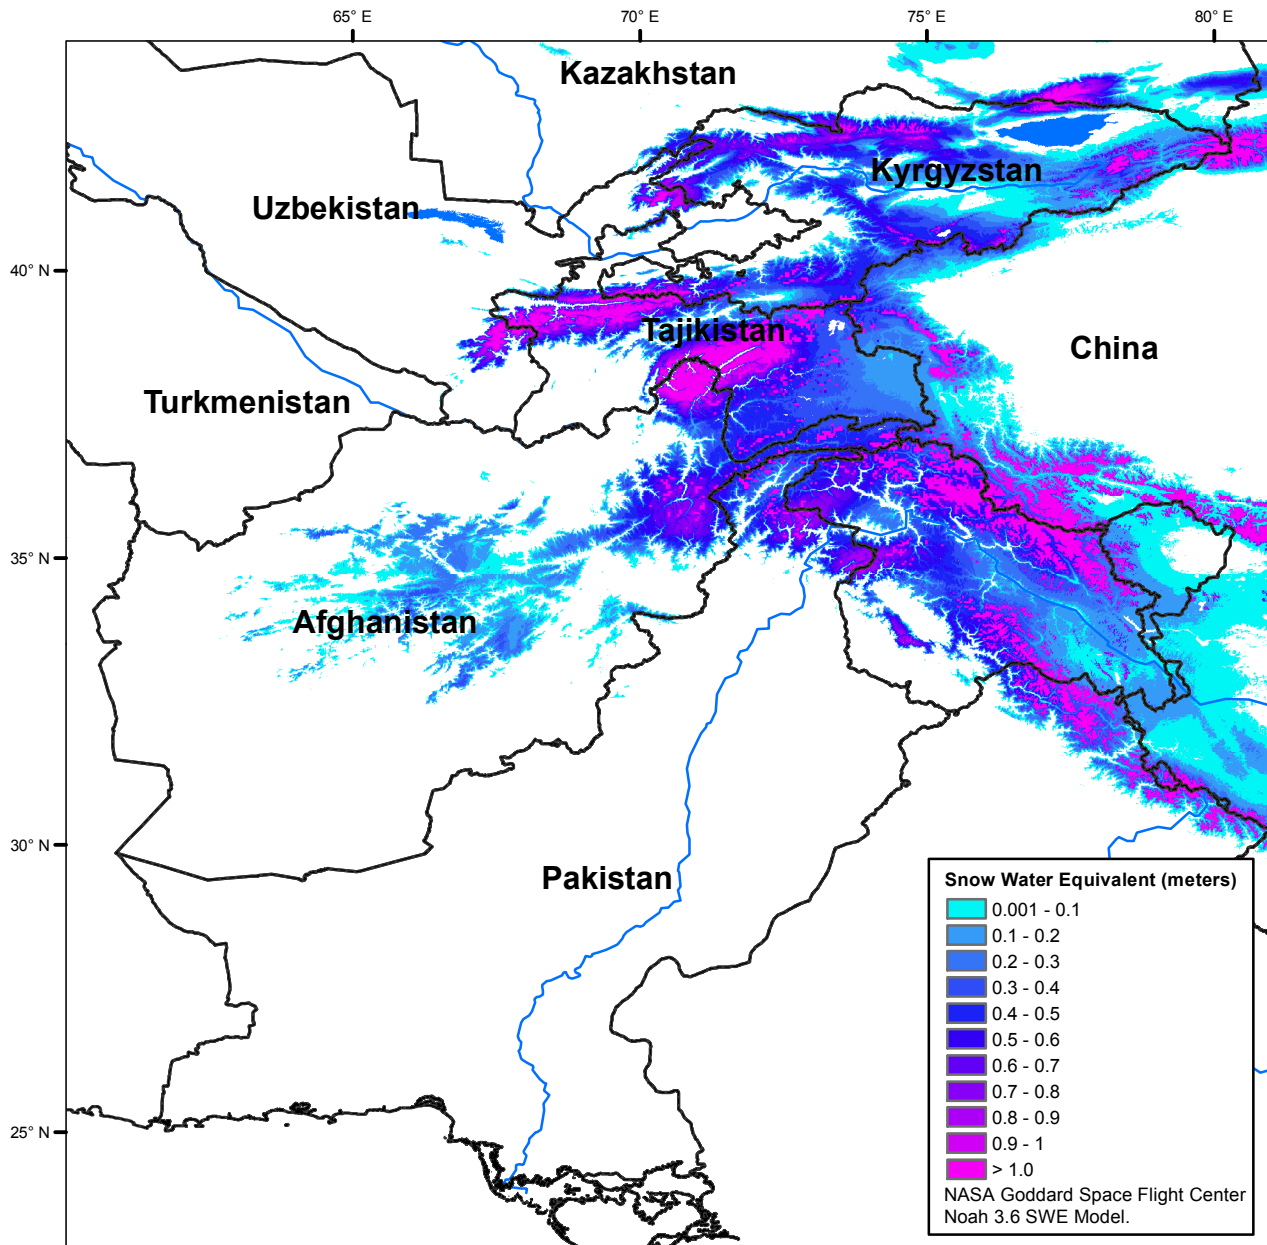 65° E
70° E
75° E
80° E
Kazakhstan
Kyrgyzstan
Uzbekistan
40° N
Tajikistan
China
Turkmenistan
35° N
Afghanistan
30° N
Pakistan
25° N
Snow Water Equivalent (meters)
0.001 - 0.1
0.1 - 0.2
0.2 - 0.3
0.3 - 0.4
0.4 - 0.5
0.5 - 0.6
0.6 - 0.7
0.7 - 0.8
0.8 - 0.9
0.9 - 1
> 1.0
NASA Goddard Space Flight Center
Noah 3.6 SWE Model.